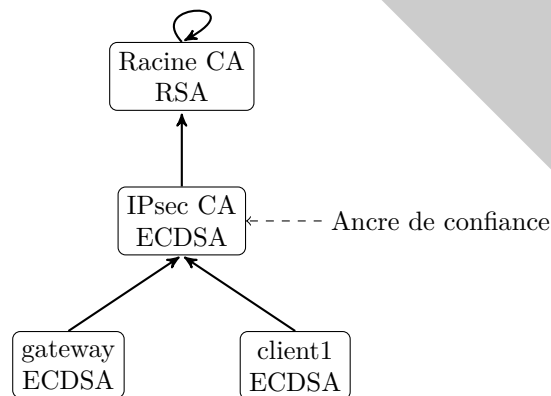 Racine CA
RSA
IPsec CA
ECDSA
Ancre de confiance
gateway
ECDSA
client1
ECDSA